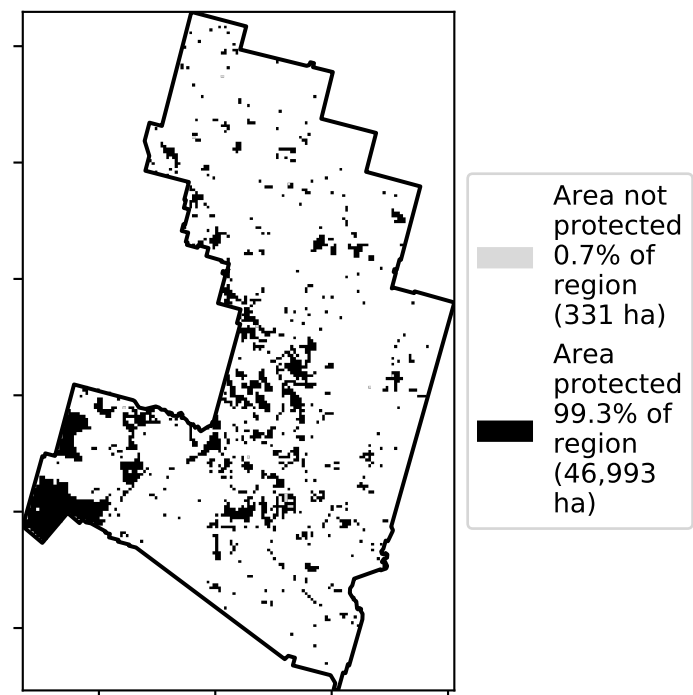 Area not
protected
0.7% of
region
(331 ha)
Area
protected
99.3% of
region
(46,993
ha)